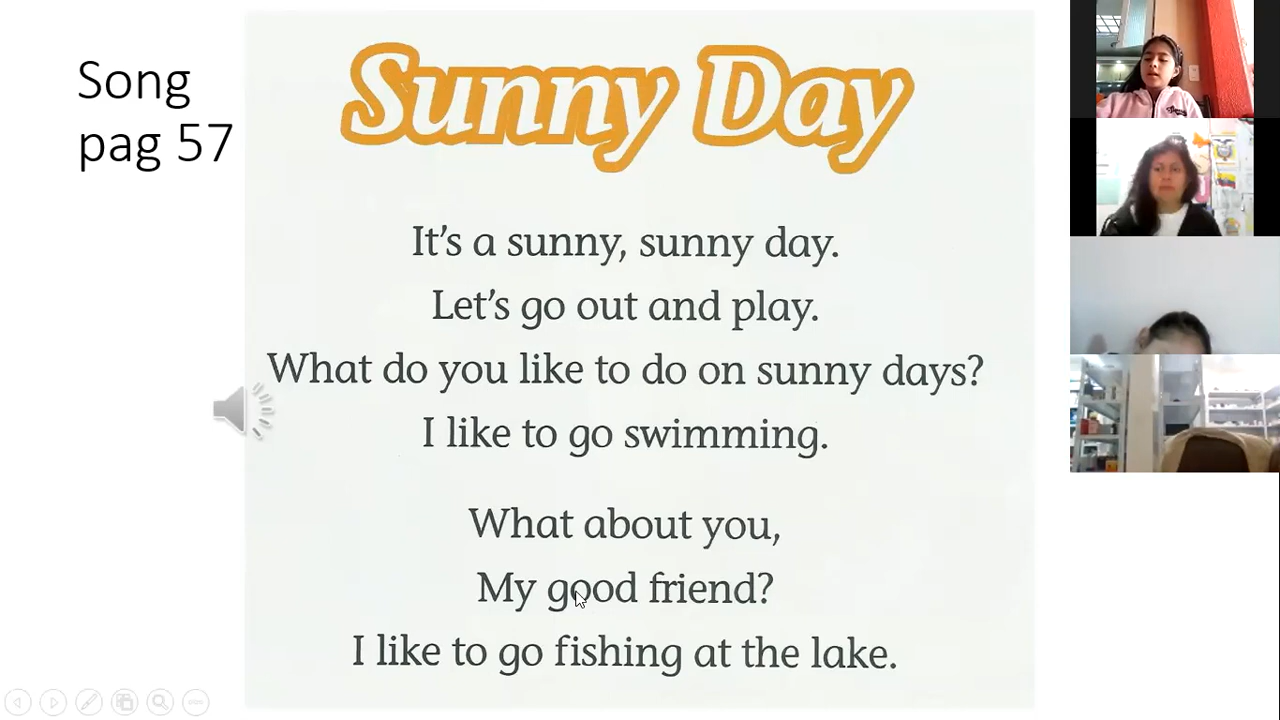 Song
pag 57
Sunny Day
It's a sunny, sunny day.
Let's go out and play.
What do you like to do on sunny days?
I like to go swimming.
What about you,
My good friend?
I like to go fishing at the lake.